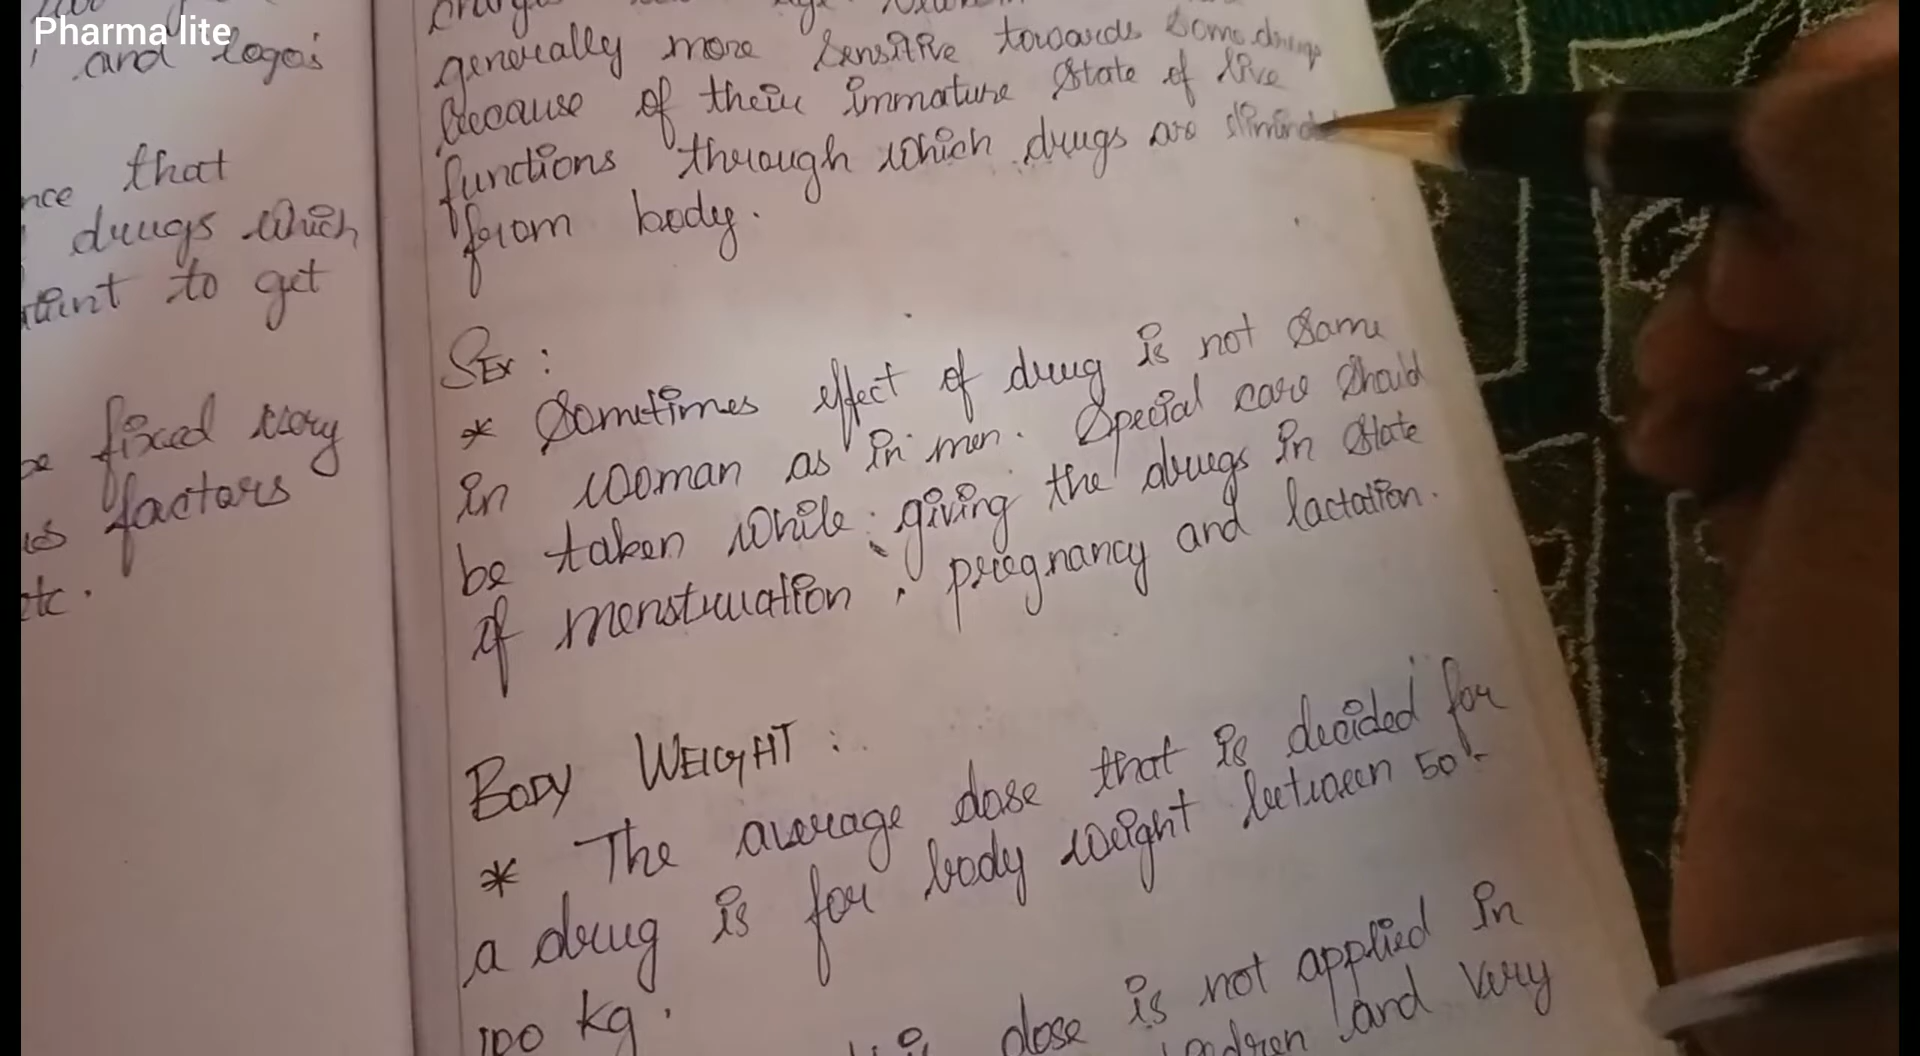 Pharma lite
and logos
nce that
drugs which
tant to get
be fixed
factors
etc.
generally more sensitive towards some drugs
because of their immature state of live
functions through which drugs are
from body.
SEX :
* Sometimes effect of drug is not same
in woman as in men. Special care should
be taken while giving the drugs in state
of menstruation, pregnancy and lactation.
BODY WEIGHT :
* The average dose that is decided for
a drug is for body weight between 50 -
100 kg.
dose is not applied in
and very